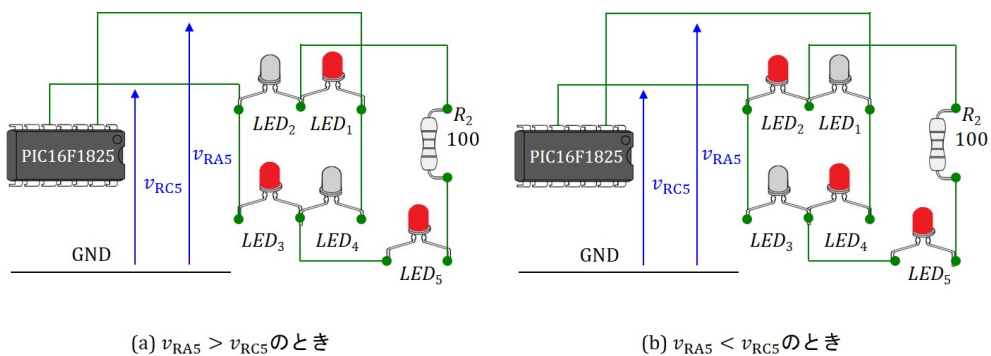 LED₂ LED₁
R₂
100
PIC16F1825
v_RA5
v_RC5
LED₃ LED₄
GND
LED₅
(a) v_RA5 > v_RC5のとき
LED₂ LED₁
R₂
100
PIC16F1825
v_RA5
v_RC5
LED₃ LED₄
GND
LED₅
(b) v_RA5 < v_RC5のとき